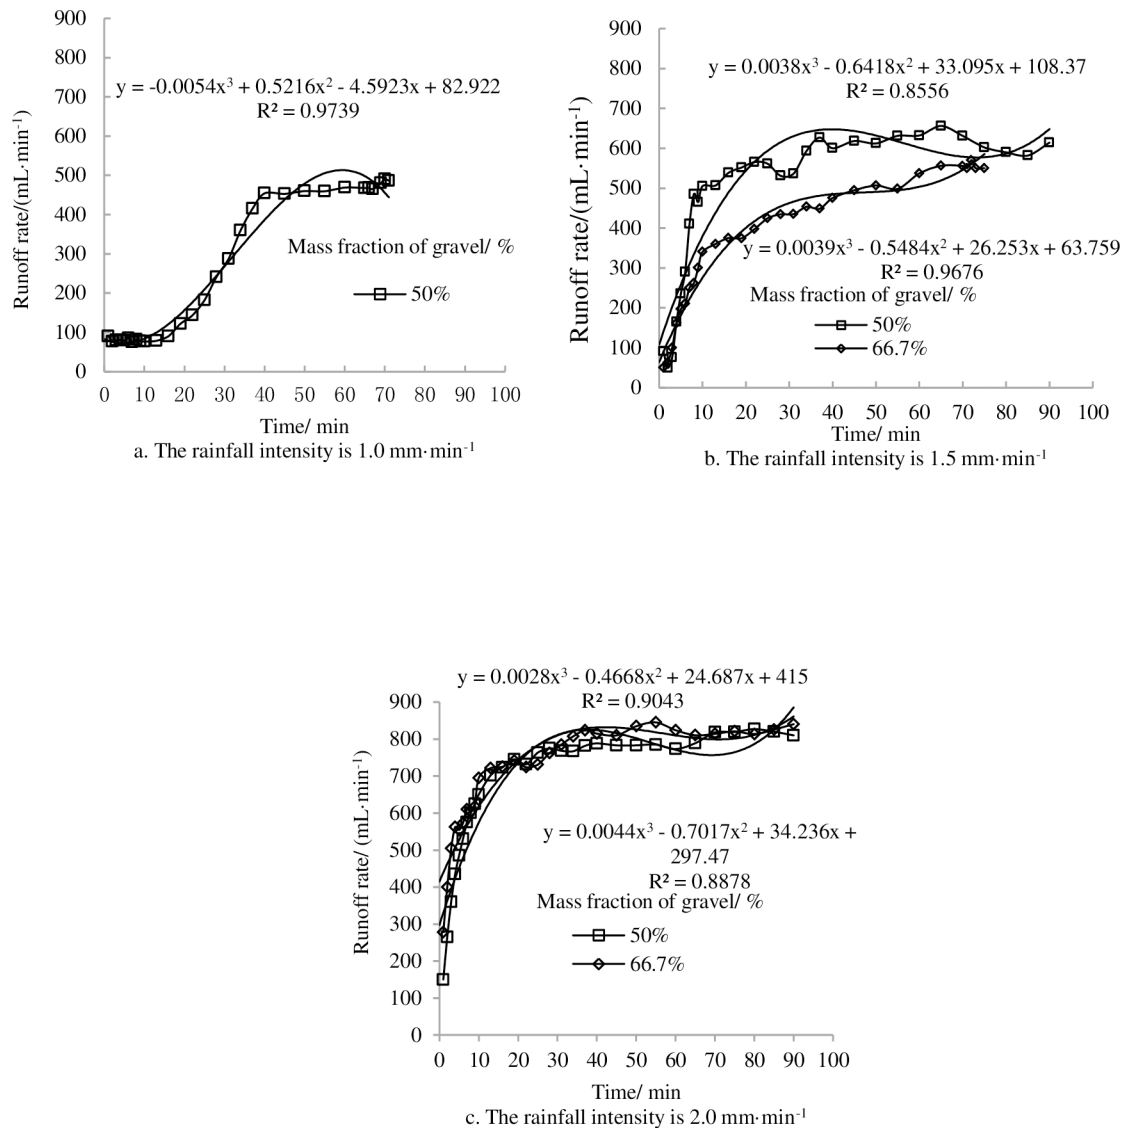 900
800
700
600
500
400
300
200
100
0
Runoff rate/(mL·min⁻¹)
y = -0.0054x³ + 0.5216x² - 4.5923x + 82.922
R² = 0.9739
Mass fraction of gravel/ %
50%
0 10 20 30 40 50 60 70 80 90 100
Time/ min
a. The rainfall intensity is 1.0 mm·min⁻¹
900
800
700
600
500
400
300
200
100
0
Runoff rate/(mL·min⁻¹)
y = 0.0038x³ - 0.6418x² + 33.095x + 108.37
R² = 0.8556
y = 0.0039x³ - 0.5484x² + 26.253x + 63.759
R² = 0.9676
Mass fraction of gravel/ %
50%
66.7%
0 10 20 30 40 50 60 70 80 90 100
Time/ min
b. The rainfall intensity is 1.5 mm·min⁻¹
y = 0.0028x³ - 0.4668x² + 24.687x + 415
R² = 0.9043
900
800
700
600
500
400
300
200
100
0
Runoff rate/ (mL·min⁻¹)
y = 0.0044x³ - 0.7017x² + 34.236x +
297.47
R² = 0.8878
Mass fraction of gravel/ %
50%
66.7%
0 10 20 30 40 50 60 70 80 90 100
Time/ min
c. The rainfall intensity is 2.0 mm·min⁻¹